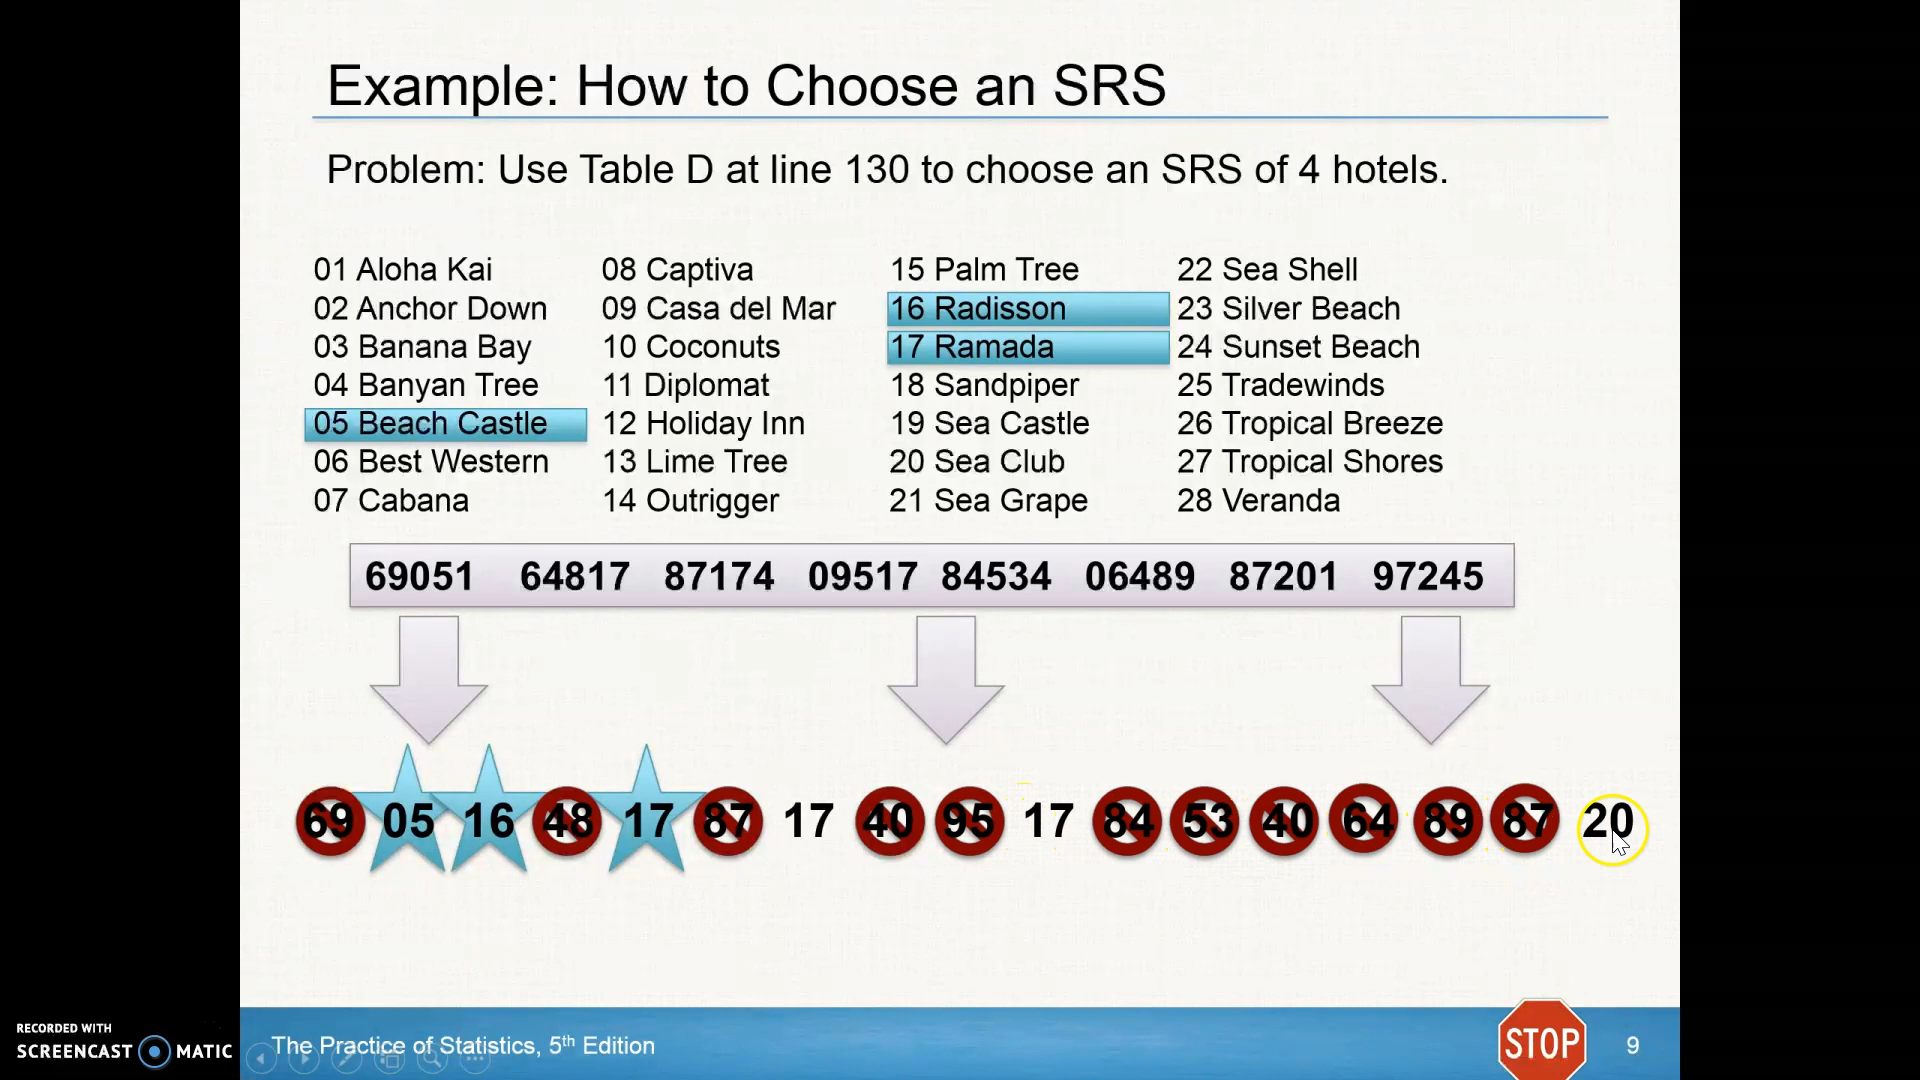 Example: How to Choose an SRS
Problem: Use Table D at line 130 to choose an SRS of 4 hotels.
01 Aloha Kai
02 Anchor Down
03 Banana Bay
04 Banyan Tree
05 Beach Castle
06 Best Western
07 Cabana
08 Captiva
09 Casa del Mar
10 Coconuts
11 Diplomat
12 Holiday Inn
13 Lime Tree
14 Outrigger
15 Palm Tree
16 Radisson
17 Ramada
18 Sandpiper
19 Sea Castle
20 Sea Club
21 Sea Grape
22 Sea Shell
23 Silver Beach
24 Sunset Beach
25 Tradewinds
26 Tropical Breeze
27 Tropical Shores
28 Veranda
69051 64817 87174 09517 84534 06489 87201 97245
69 05 16 48 17 87 17 40 95 17 84 53 40 64 89 87 20
RECORDED WITH
SCREENCAST MATIC
The Practice of Statistics, 5th Edition
STOP
9